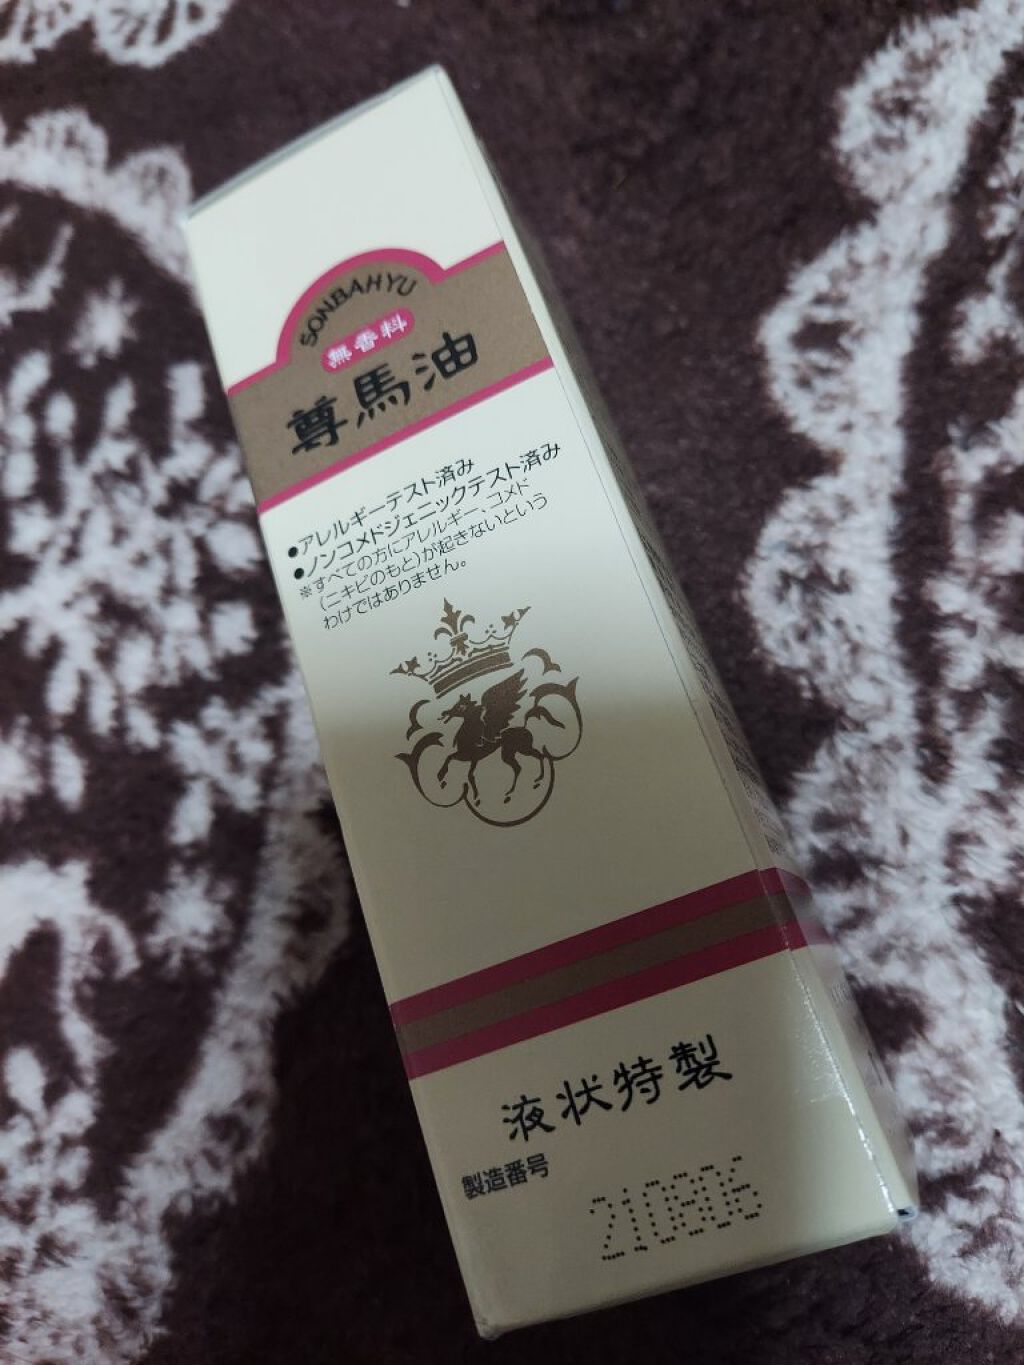 SONBAHYU
無香料
尊馬油
●アレルギーテスト済み
●ノンコメドジェニックテスト済み
※すべての方にアレルギー、コメド
(ニキビのもと)が起きないという
わけではありません。
液状特製
製造番号
210806